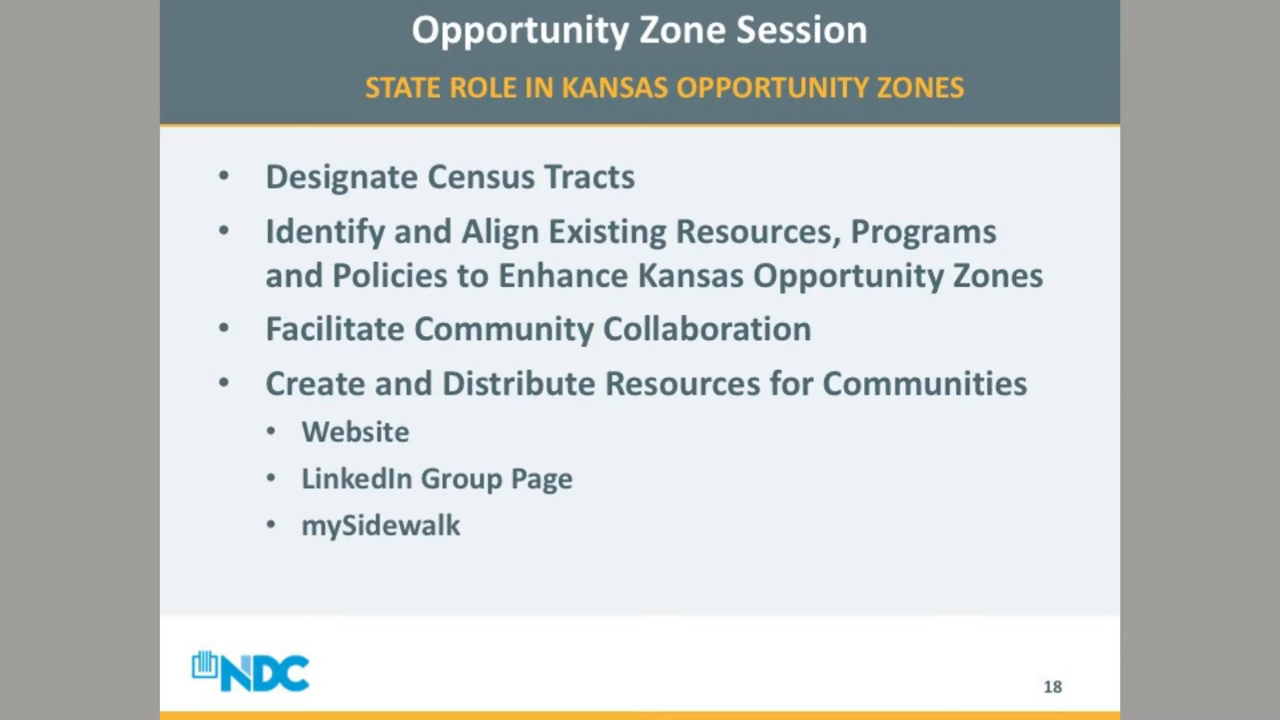 Opportunity Zone Session
STATE ROLE IN KANSAS OPPORTUNITY ZONES
• Designate Census Tracts
• Identify and Align Existing Resources, Programs
and Policies to Enhance Kansas Opportunity Zones
• Facilitate Community Collaboration
• Create and Distribute Resources for Communities
• Website
• LinkedIn Group Page
• mySidewalk
NDC
18